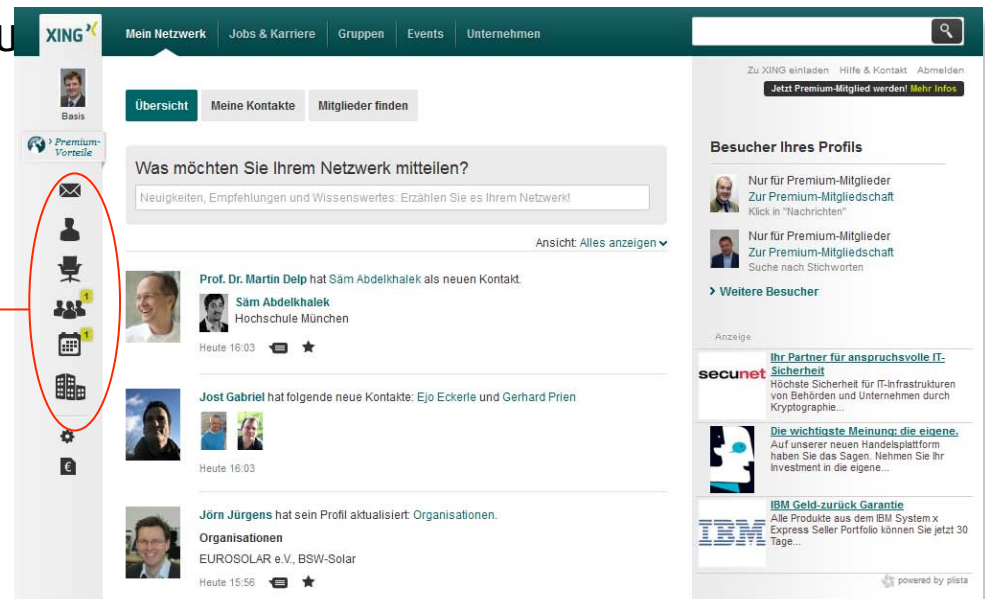 u
XING
Mein Netzwerk Jobs & Karriere Gruppen Events Unternehmen
Zu XING einladen Hilfe & Kontakt Abmelden
Jetzt Premium-Mitglied werden! Mehr Infos
Basis
› Premium-
Vorteile
1
1
€
Übersicht Meine Kontakte Mitglieder finden
Was möchten Sie Ihrem Netzwerk mitteilen?
Neuigkeiten, Empfehlungen und Wissenswertes: Erzählen Sie es Ihrem Netzwerk!
Ansicht: Alles anzeigen
Prof. Dr. Martin Delp hat Säm Abdelkhalek als neuen Kontakt.
Säm Abdelkhalek
Hochschule München
Heute 16:03
Jost Gabriel hat folgende neue Kontakte: Ejo Eckerle und Gerhard Prien
Heute 16:03
Jörn Jürgens hat sein Profil aktualisiert: Organisationen.
Organisationen
EUROSOLAR e.V., BSW-Solar
Heute 15:56
Besucher Ihres Profils
Nur für Premium-Mitglieder
Zur Premium-Mitgliedschaft
Klick in "Nachrichten"
Nur für Premium-Mitglieder
Zur Premium-Mitgliedschaft
Suche nach Stichworten
› Weitere Besucher
Anzeige
secunet
Ihr Partner für anspruchsvolle IT-
Sicherheit
Höchste Sicherheit für IT-Infrastrukturen
von Behörden und Unternehmen durch
Kryptographie...
Die wichtigste Meinung: die eigene.
Auf unserer neuen Handelsplattform
haben Sie das Sagen. Nehmen Sie Ihr
Investment in die eigene...
IBM
IBM Geld-zurück Garantie
Alle Produkte aus dem IBM System x
Express Seller Portfolio können Sie jetzt 30
Tage...
powered by plista